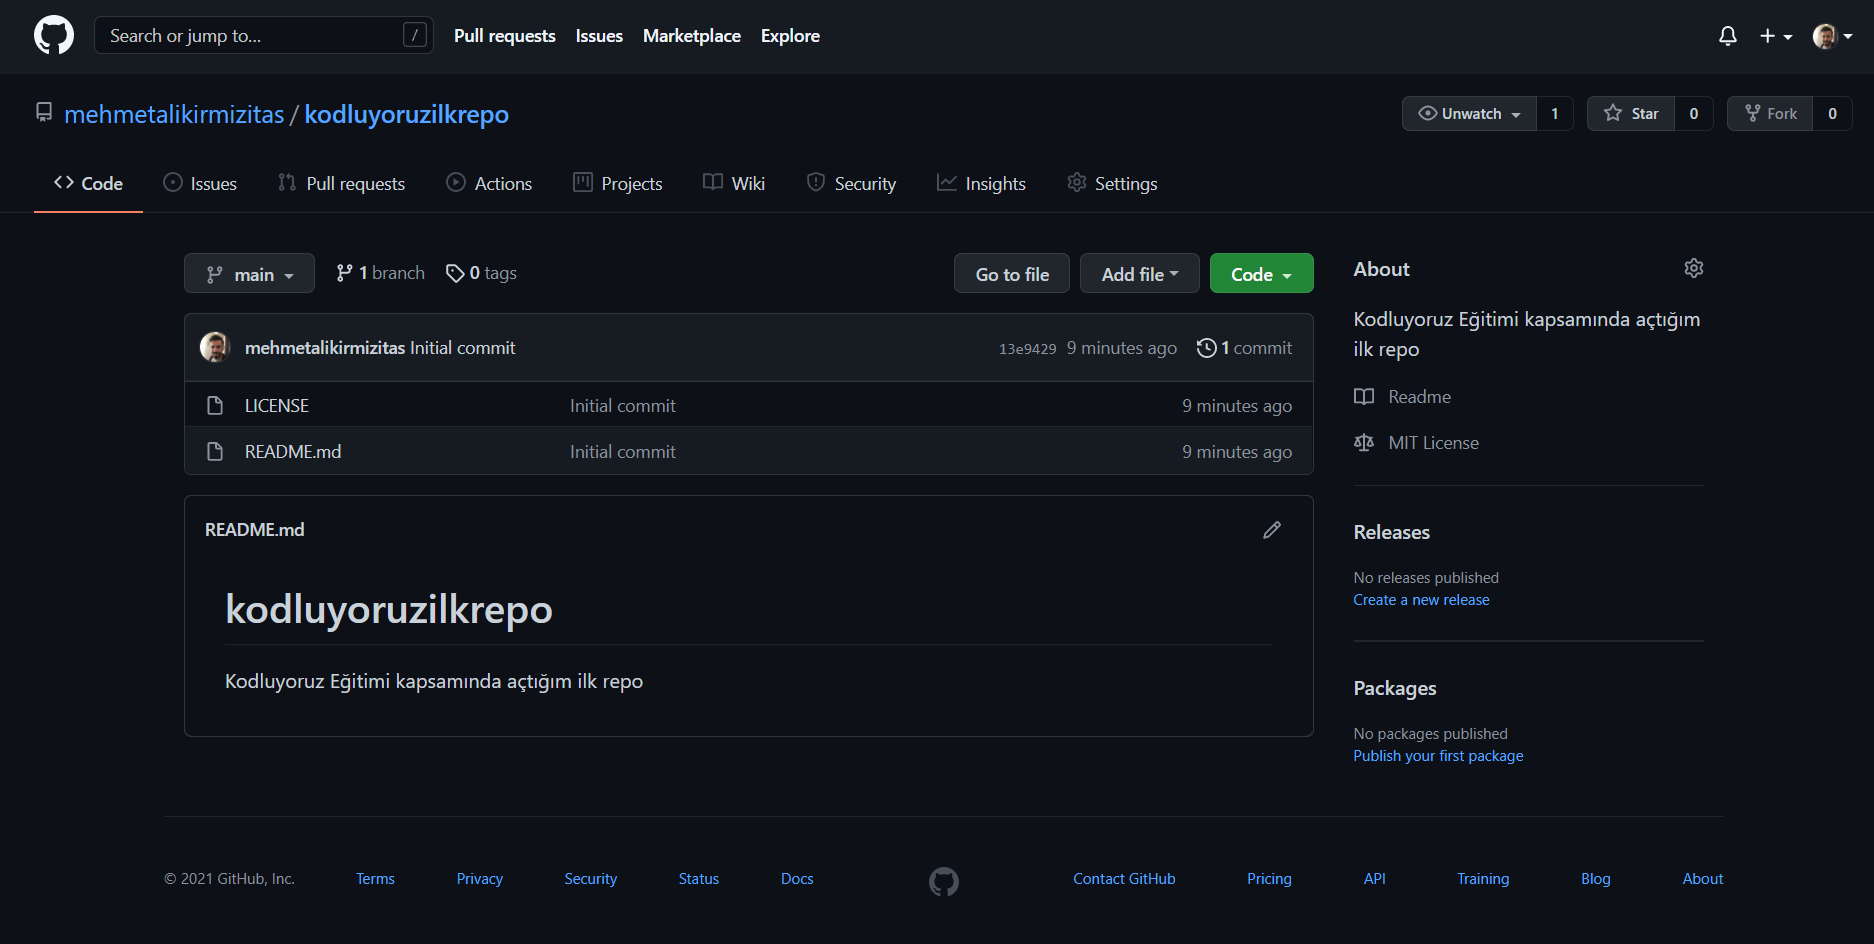 Search or jump to... /
Pull requests Issues Marketplace Explore
mehmetalikirmizitas / kodluyoruzilkrepo
Unwatch 1 Star 0 Fork 0
Code Issues Pull requests Actions Projects Wiki Security Insights Settings
main 1 branch 0 tags Go to file Add file Code
mehmetalikirmizitas Initial commit 13e9429 9 minutes ago 1 commit
LICENSE Initial commit 9 minutes ago
README.md Initial commit 9 minutes ago
README.md
kodluyoruzilkrepo
Kodluyoruz Eğitimi kapsamında açtığım ilk repo
About
Kodluyoruz Eğitimi kapsamında açtığım
ilk repo
Readme
MIT License
Releases
No releases published
Create a new release
Packages
No packages published
Publish your first package
© 2021 GitHub, Inc. Terms Privacy Security Status Docs Contact GitHub Pricing API Training Blog About